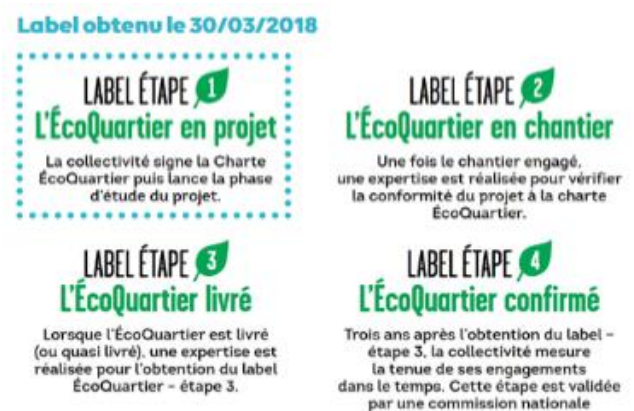 Label obtenu le 30/03/2018
LABEL ÉTAPE 1
L'ÉcoQuartier en projet
La collectivité signe la Charte
ÉcoQuartier puis lance la phase
d'étude du projet.
LABEL ÉTAPE 2
L'ÉcoQuartier en chantier
Une fois le chantier engagé,
une expertise est réalisée pour vérifier
la conformité du projet à la charte
ÉcoQuartier.
LABEL ÉTAPE 3
L'ÉcoQuartier livré
Lorsque l'ÉcoQuartier est livré
(ou quasi livré), une expertise est
réalisée pour l'obtention du label
ÉcoQuartier – étape 3.
LABEL ÉTAPE 4
L'ÉcoQuartier confirmé
Trois ans après l'obtention du label –
étape 3, la collectivité mesure
la tenue de ses engagements
dans le temps. Cette étape est validée
par une commission nationale